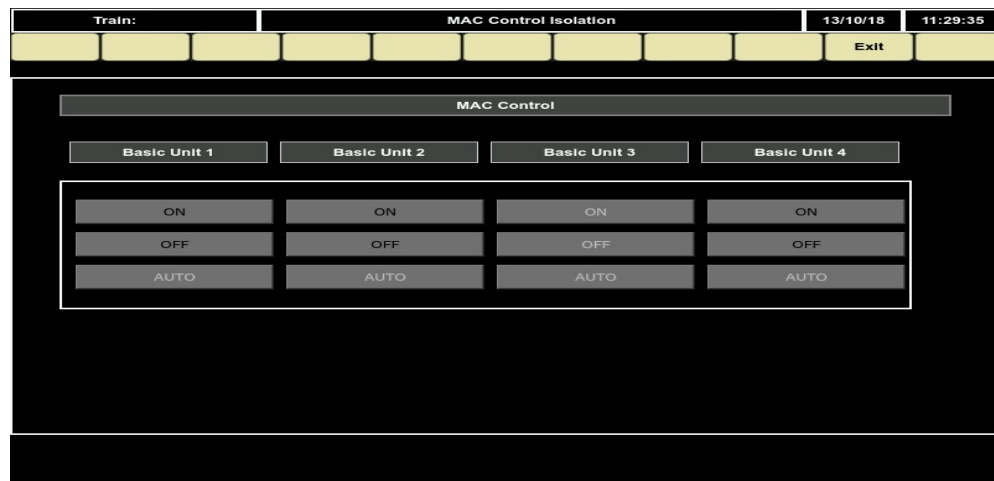 Train: MAC Control Isolation 13/10/18 11:29:35
Exit
MAC Control
Basic Unit 1 Basic Unit 2 Basic Unit 3 Basic Unit 4
ON ON ON ON
OFF OFF OFF OFF
AUTO AUTO AUTO AUTO